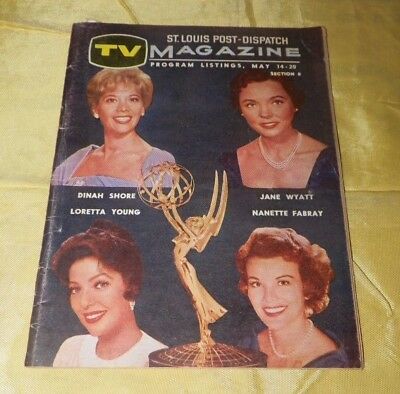 ST. LOUIS POST-DISPATCH
TV MAGAZINE
PROGRAM LISTINGS, MAY 14-20
SECTION 6
DINAH SHORE
JANE WYATT
LORETTA YOUNG
NANETTE FABRAY